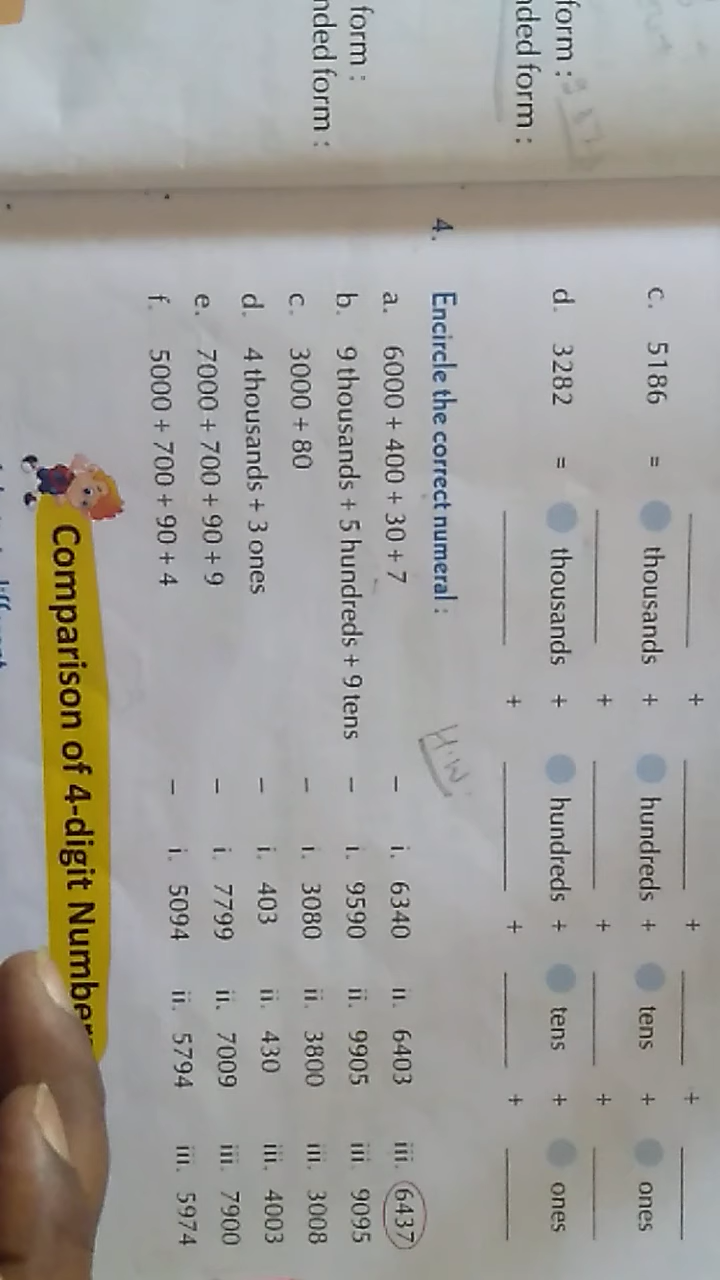 form :
nded form :
form :
nded form :
c. 5186 = thousands + hundreds + tens + ones
+ + +
d. 3282 = thousands + hundreds + tens + ones
+ + +
4. Encircle the correct numeral :
H.W.
a. 6000 + 400 + 30 + 7 – i. 6340 ii. 6403 iii. 6437
b. 9 thousands + 5 hundreds + 9 tens – i. 9590 ii. 9905 iii. 9095
c. 3000 + 80 – i. 3080 ii. 3800 iii. 3008
d. 4 thousands + 3 ones – i. 403 ii. 430 iii. 4003
e. 7000 + 700 + 90 + 9 – i. 7799 ii. 7009 iii. 7900
f. 5000 + 700 + 90 + 4 – i. 5094 ii. 5794 iii. 5974
Comparison of 4-digit Number